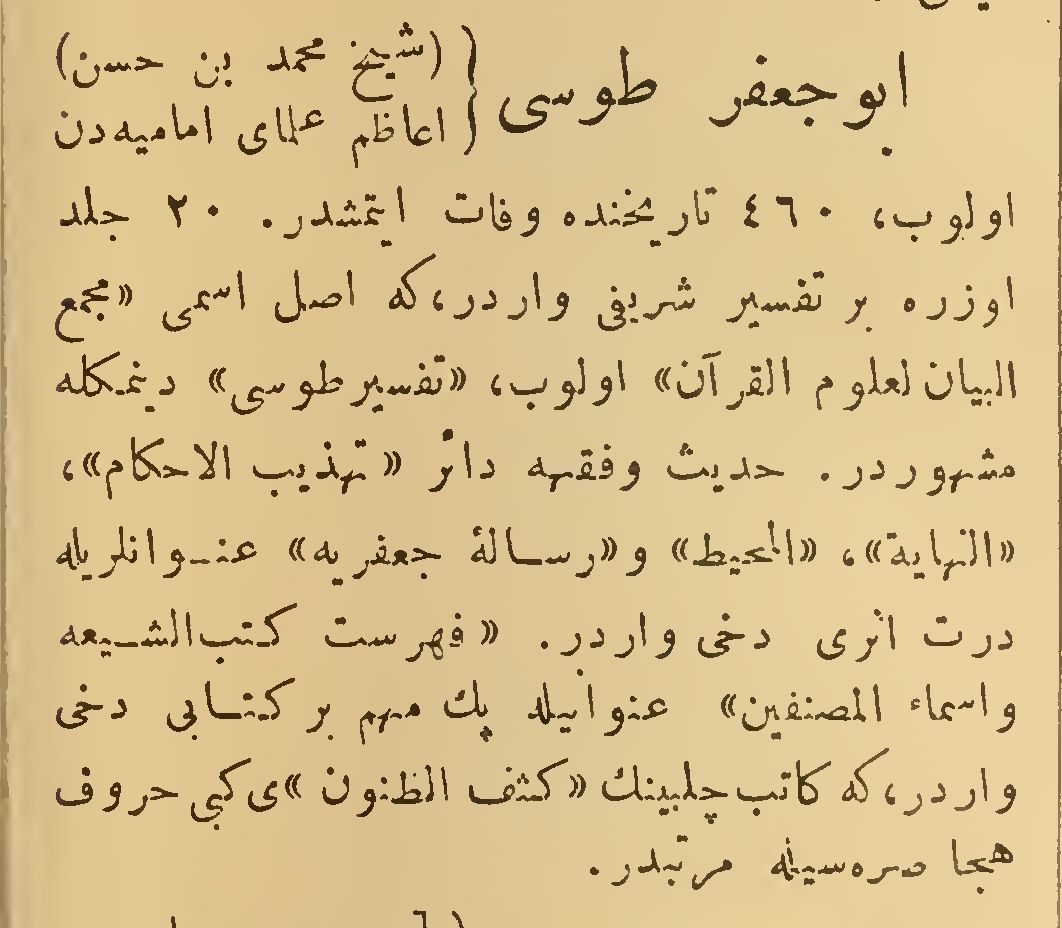 ابو جعفر طوسی { (شیخ محمد بن حسن)
اعاظم علمای امامیه‌دن
اولوب، ٤٦٠ تاریخنده وفات ایتمشدر. ٢٠ جلد
اوزره بر تفسیر شریفی واردر، که اصل اسمی «مجمع
البیان لعلوم القرآن» اولوب، «تفسیر طوسی» دینمکله
مشهوردر. حدیث وفقهه دائر «تهذیب الاحکام»،
«النهایة»، «المحیط» و«رسالۀ جعفریه» عنوانلریله
درت اثری دخی واردر. «فهرست کتب‌الشیعه
واسماء المصنفین» عنوانیله پك مهم بر کتابی دخی
واردر، که کاتب چلبینك «کشف الظنون»ی کبی حروف
هجا صره‌سیله مرتبدر.